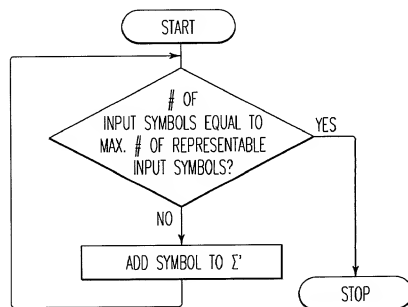 START
# OF
INPUT SYMBOLS EQUAL TO
MAX. # OF REPRESENTABLE
INPUT SYMBOLS?
YES
NO
ADD SYMBOL TO Σ'
STOP